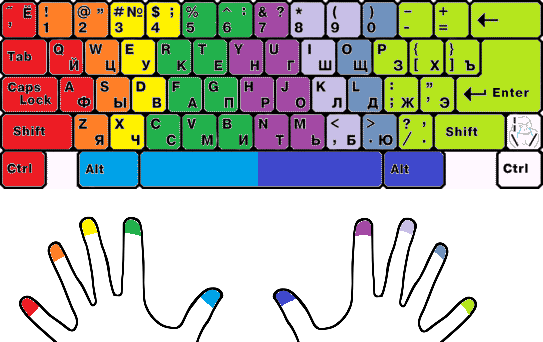 ¨ Ё ! @ " # № $ ; % ^ : & ? * ( ) – + ←
1 2 3 4 5 6 7 8 9 0 - =
Tab Q W E R T Y U I O P { }
Й Ц У К Е Н Г Ш Щ З [ Х ] Ъ
Caps A S D F G H J K L : " ↵ Enter
Lock Ф Ы В А П Р О Л Д ; Ж ' Э
Shift Z X C V B N M < > ? , Shift
Я Ч С М И Т Ь , Б . Ю / .
Ctrl Alt Alt Ctrl